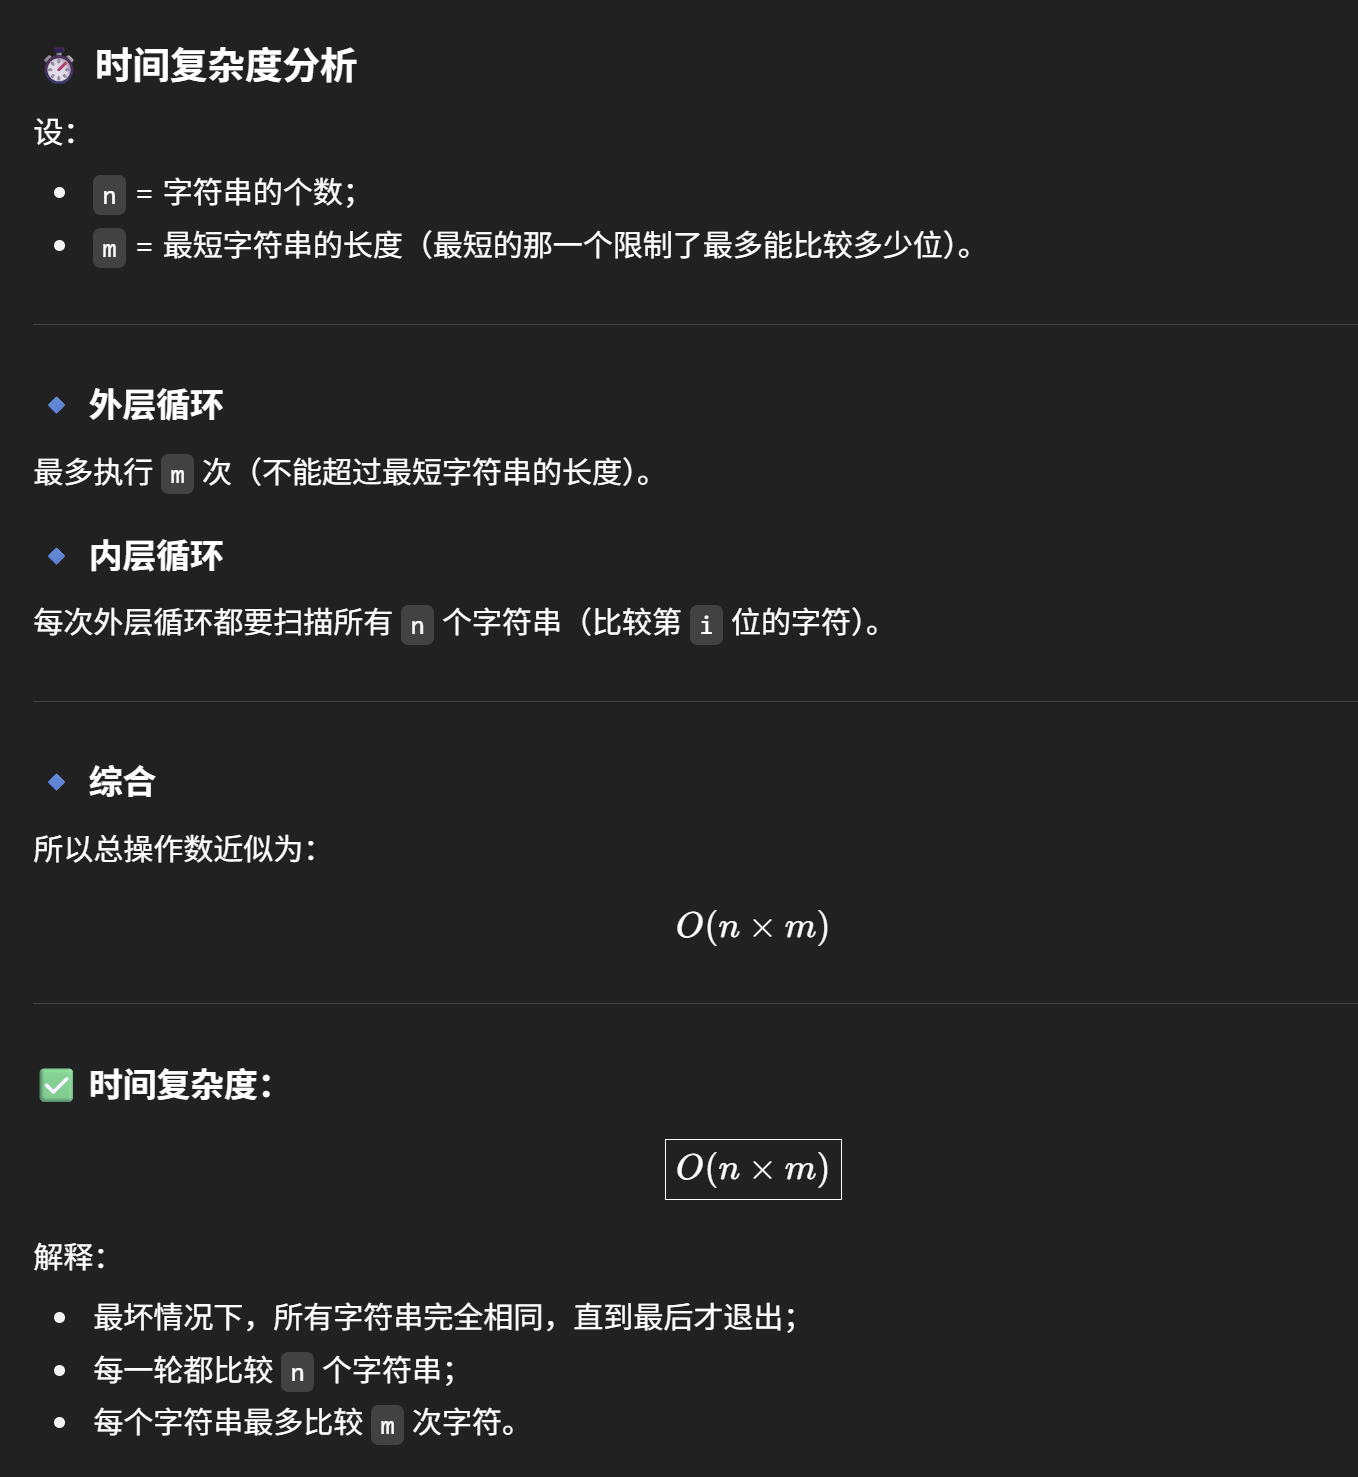 时间复杂度分析
设：
n = 字符串的个数；
m = 最短字符串的长度（最短的那一个限制了最多能比较多少位）。
外层循环
最多执行 m 次（不能超过最短字符串的长度）。
内层循环
每次外层循环都要扫描所有 n 个字符串（比较第 i 位的字符）。
综合
所以总操作数近似为：
O(n × m)
时间复杂度：
O(n × m)
解释：
最坏情况下，所有字符串完全相同，直到最后才退出；
每一轮都比较 n 个字符串；
每个字符串最多比较 m 次字符。